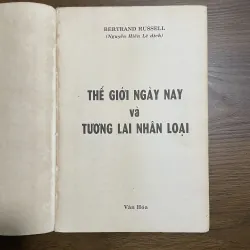 BERTRAND RUSSELL
(Nguyễn Hiến Lê dịch)
THẾ GIỚI NGÀY NAY
và
TƯƠNG LAI NHÂN LOẠI
Văn Hóa